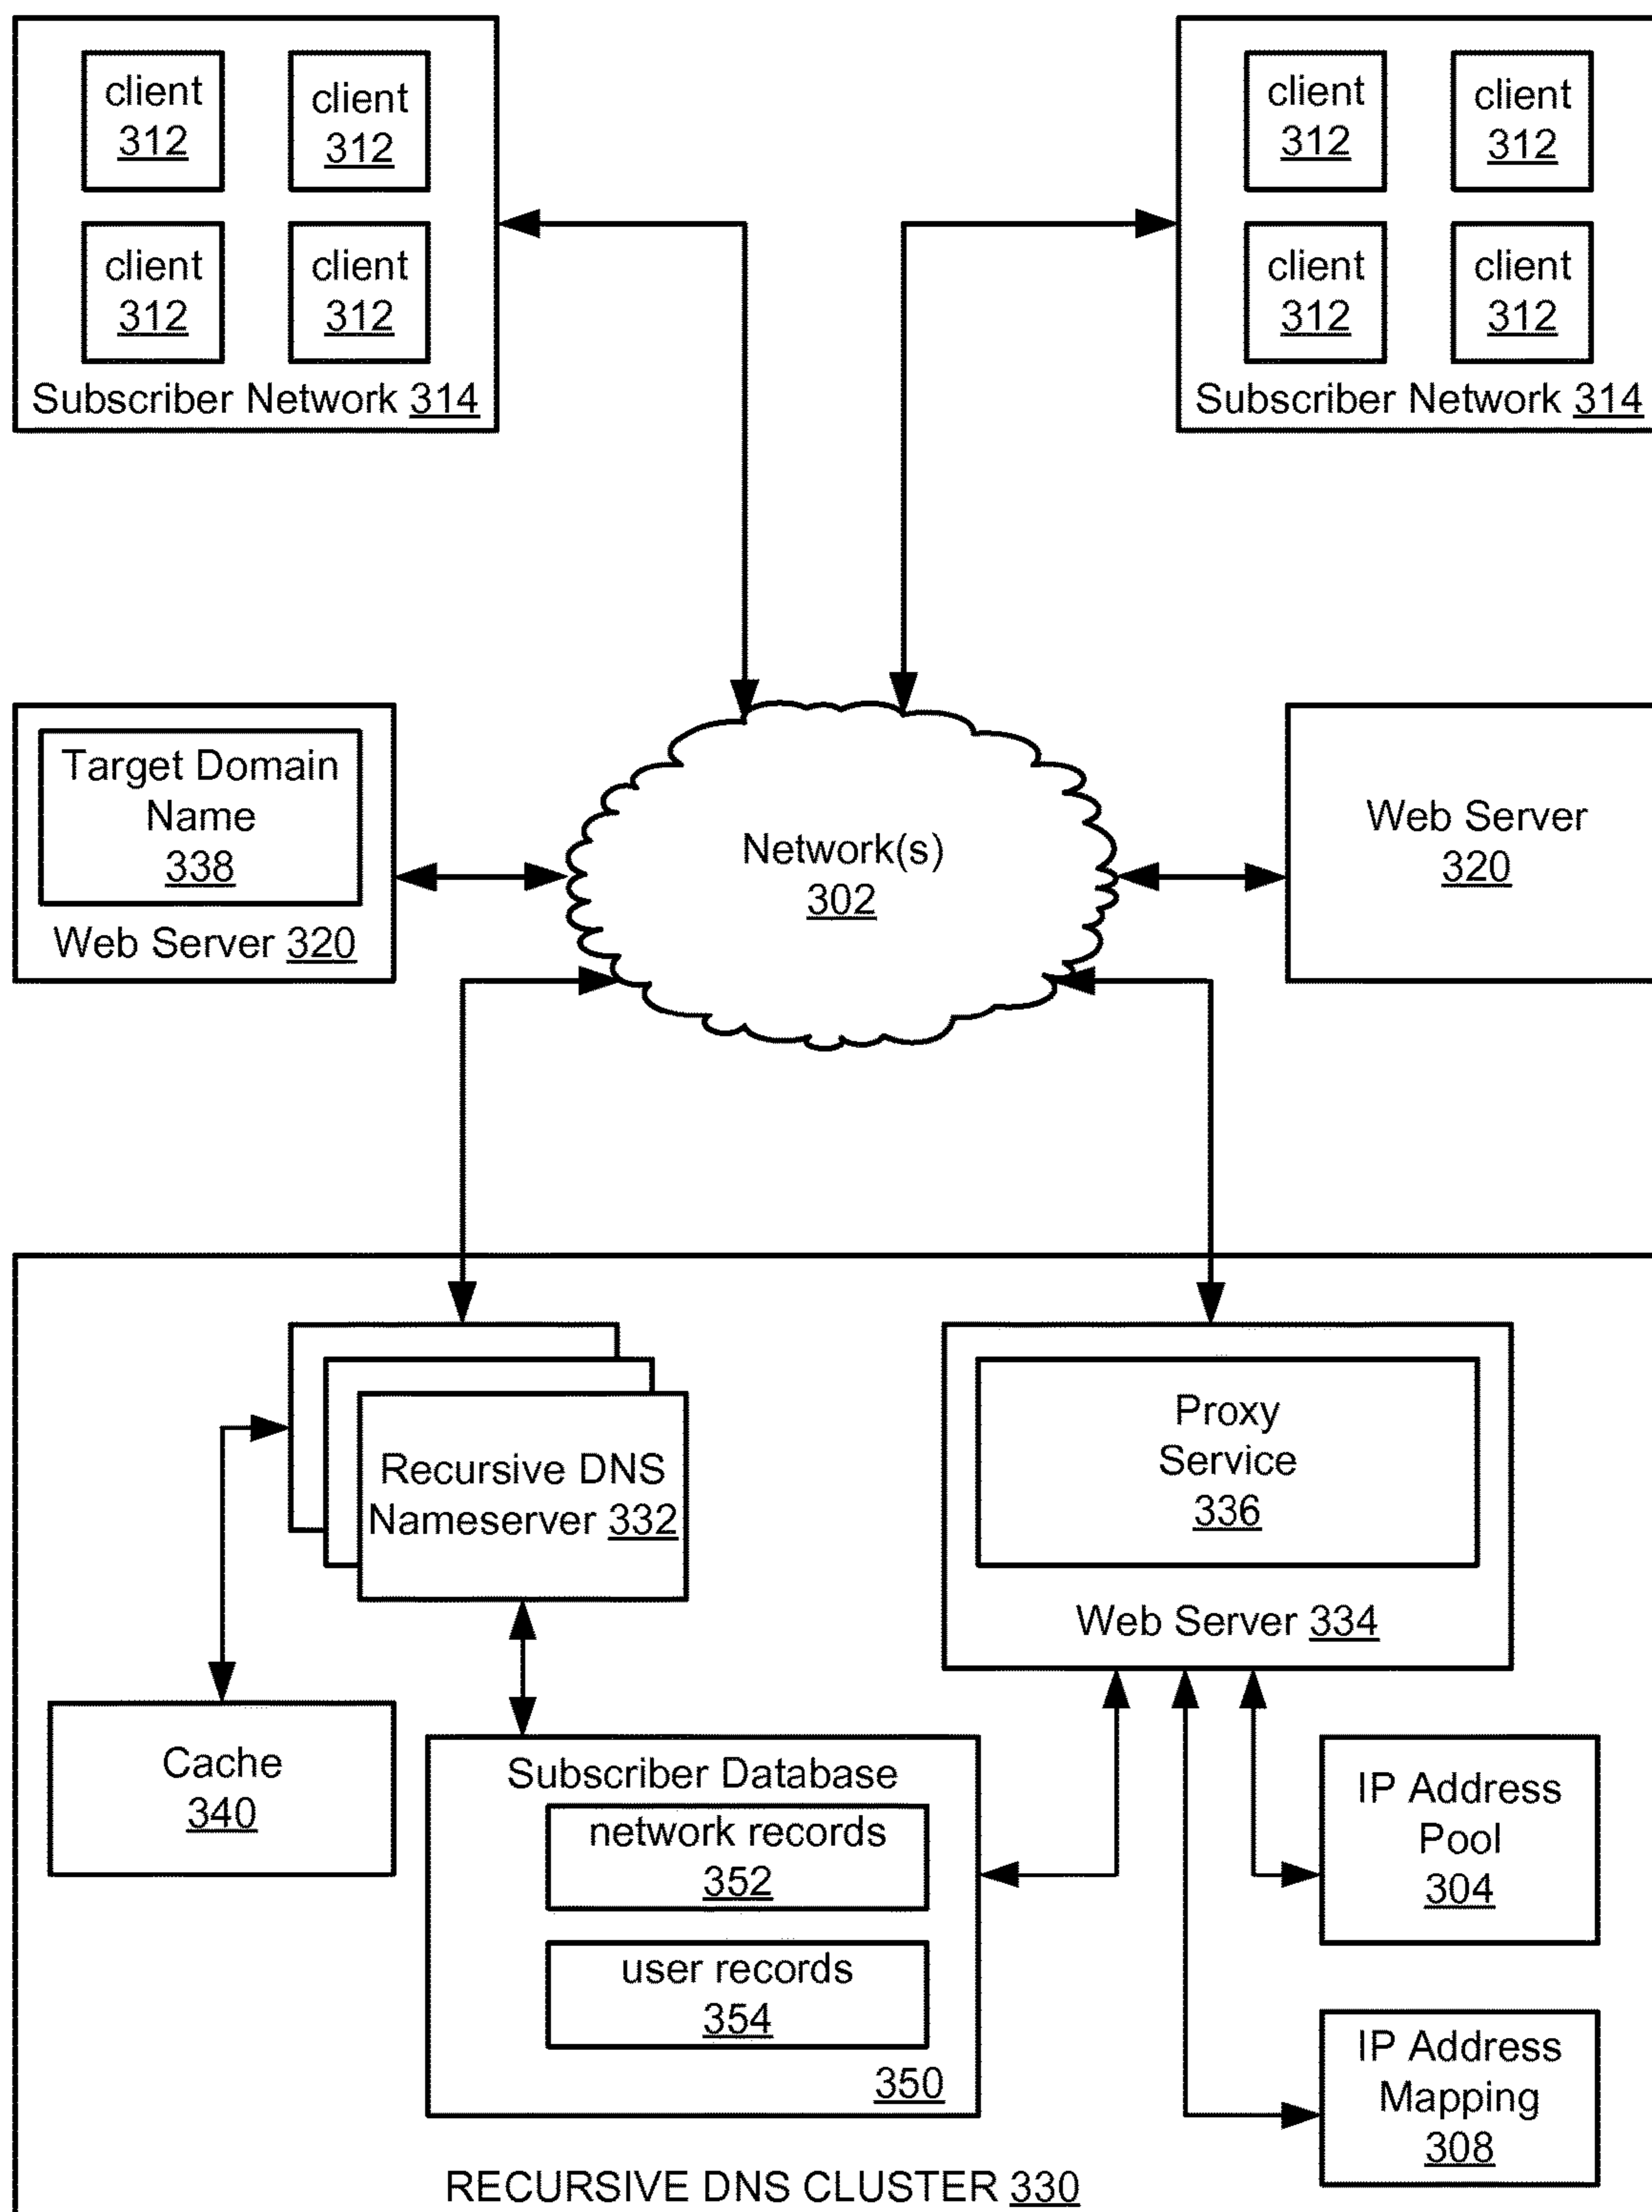 client
312
client
312
client
312
client
312
Subscriber Network 314
client
312
client
312
client
312
client
312
Subscriber Network 314
Target Domain
Name
338
Web Server 320
Network(s)
302
Web Server
320
Recursive DNS
Nameserver 332
Proxy
Service
336
Web Server 334
Cache
340
Subscriber Database
network records
352
user records
354
350
IP Address
Pool
304
IP Address
Mapping
308
RECURSIVE DNS CLUSTER 330